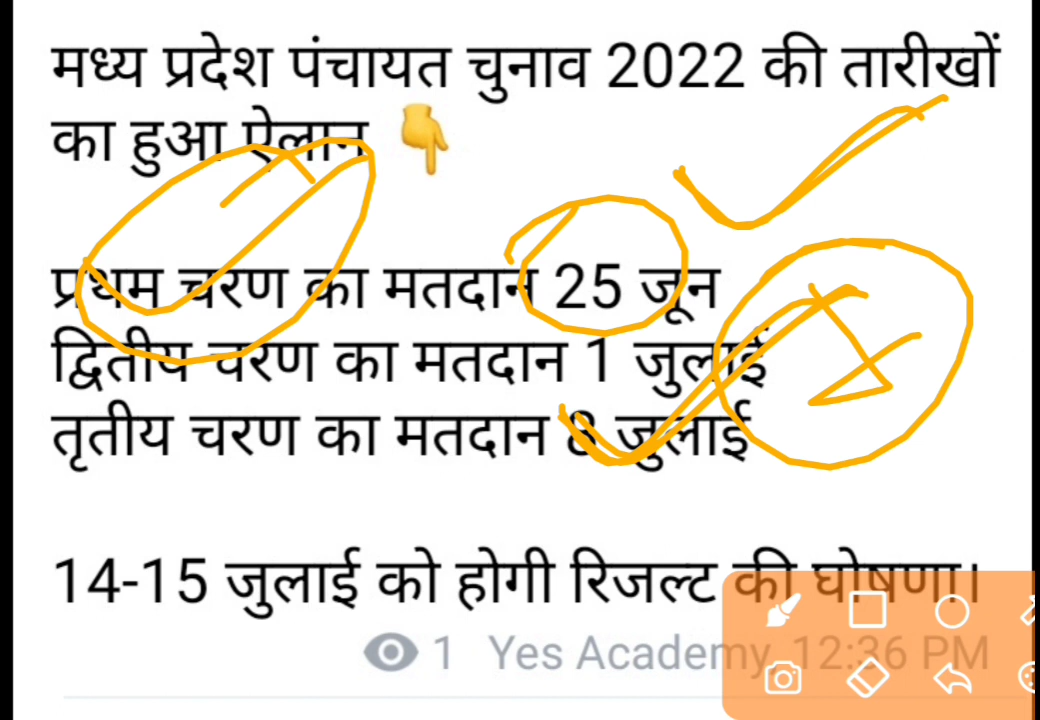 मध्य प्रदेश पंचायत चुनाव 2022 की तारीखों
का हुआ ऐलान 👇
प्रथम चरण का मतदान 25 जून
द्वितीय चरण का मतदान 1 जुलाई
तृतीय चरण का मतदान 8 जुलाई
14-15 जुलाई को होगी रिजल्ट की घोषणा।
1 Yes Academy, 12:36 PM